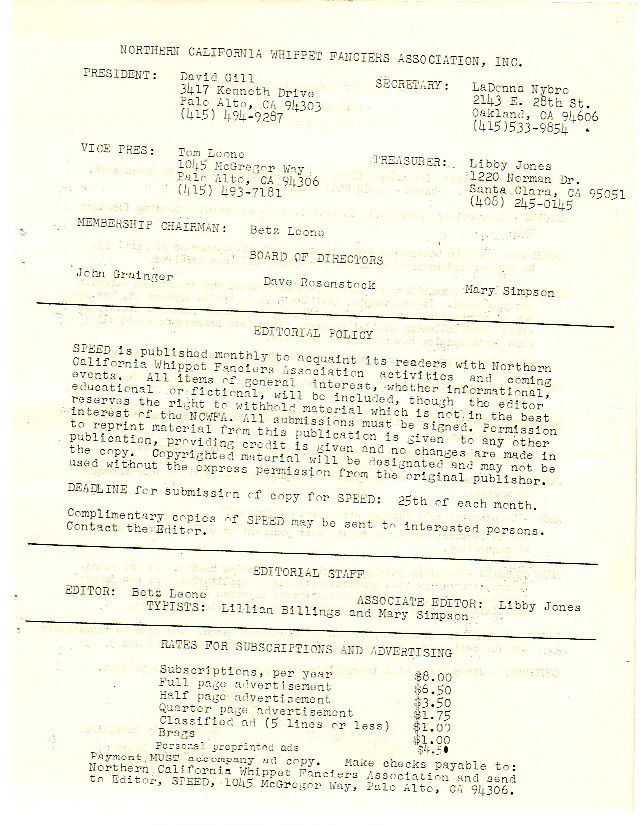 NORTHERN CALIFORNIA WHIPPET FANCIERS ASSOCIATION, INC.
PRESIDENT: David Gill
3417 Kenneth Drive
Palo Alto, CA 94303
(415) 494-9287
SECRETARY: LaDonna Nybro
2143 E. 28th St.
Oakland, CA 94606
(415)533-9854
VICE PRES: Tom Leono
1045 McGregor Way
Palo Alto, CA 94306
(415) 493-7181
TREASURER: Libby Jones
1220 Norman Dr.
Santa Clara, CA 95051
(408) 245-0145
MEMBERSHIP CHAIRMAN: Betz Leono
BOARD OF DIRECTORS
John Grainger Dave Rosenstock Mary Simpson
EDITORIAL POLICY
SPEED is published monthly to acquaint its readers with Northern
California Whippet Fanciers Association activities and coming
events. All items of general interest, whether informational,
educational or fictional, will be included, though the editor
reserves the right to withhold material which is not in the best
interest of the NCWFA. All submissions must be signed. Permission
to reprint material from this publication is given to any other
publication, providing credit is given and no changes are made in
the copy. Copyrighted material will be designated and may not be
used without the express permission from the original publisher.
DEADLINE for submission of copy for SPEED: 25th of each month.
Complimentary copies of SPEED may be sent to interested persons.
Contact the Editor.
EDITORIAL STAFF
EDITOR: Betz Leono ASSOCIATE EDITOR: Libby Jones
TYPISTS: Lillian Billings and Mary Simpson
RATES FOR SUBSCRIPTIONS AND ADVERTISING
Subscriptions, per year $8.00
Full page advertisement $6.50
Half page advertisement $3.50
Quarter page advertisement $1.75
Classified ad (5 lines or less) $1.00
Brags $1.00
Personal preprinted ads $4.50
Payment MUST accompany ad copy. Make checks payable to:
Northern California Whippet Fanciers Association and send
to Editor, SPEED, 1045 McGregor Way, Palo Alto, CA 94306.